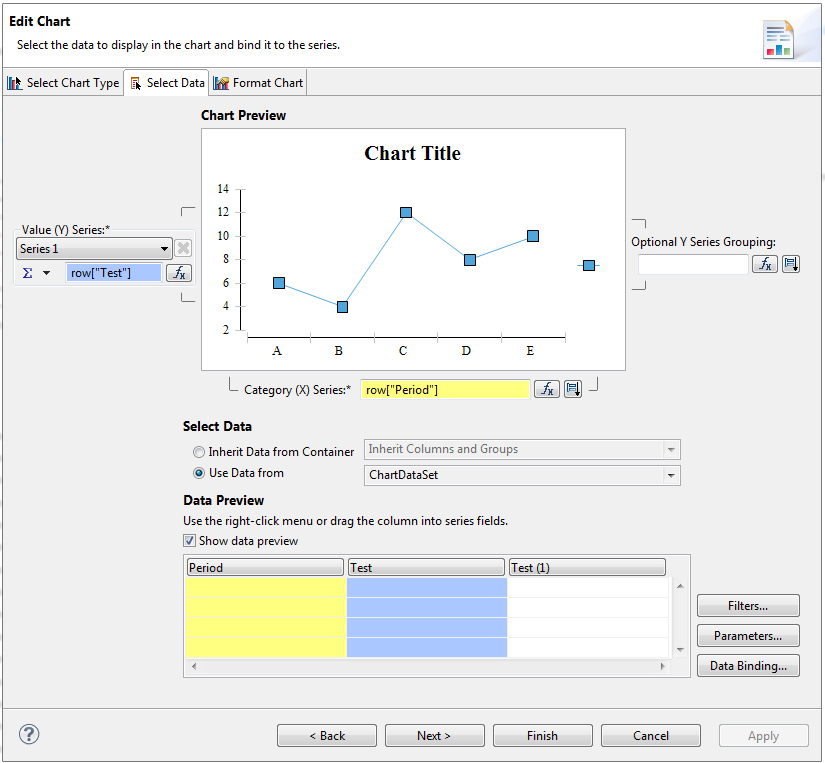 Edit Chart
Select the data to display in the chart and bind it to the series.
Select Chart Type
Select Data
Format Chart
Chart Preview
Chart Title
14
12
10
8
6
4
2
A B C D E
Value (Y) Series:*
Series 1
Σ row["Test"] fx
Optional Y Series Grouping:
fx
Category (X) Series:* row["Period"] fx
Select Data
Inherit Data from Container Inherit Columns and Groups
Use Data from ChartDataSet
Data Preview
Use the right-click menu or drag the column into series fields.
Show data preview
Period Test Test (1)
Filters...
Parameters...
Data Binding...
? < Back Next > Finish Cancel Apply